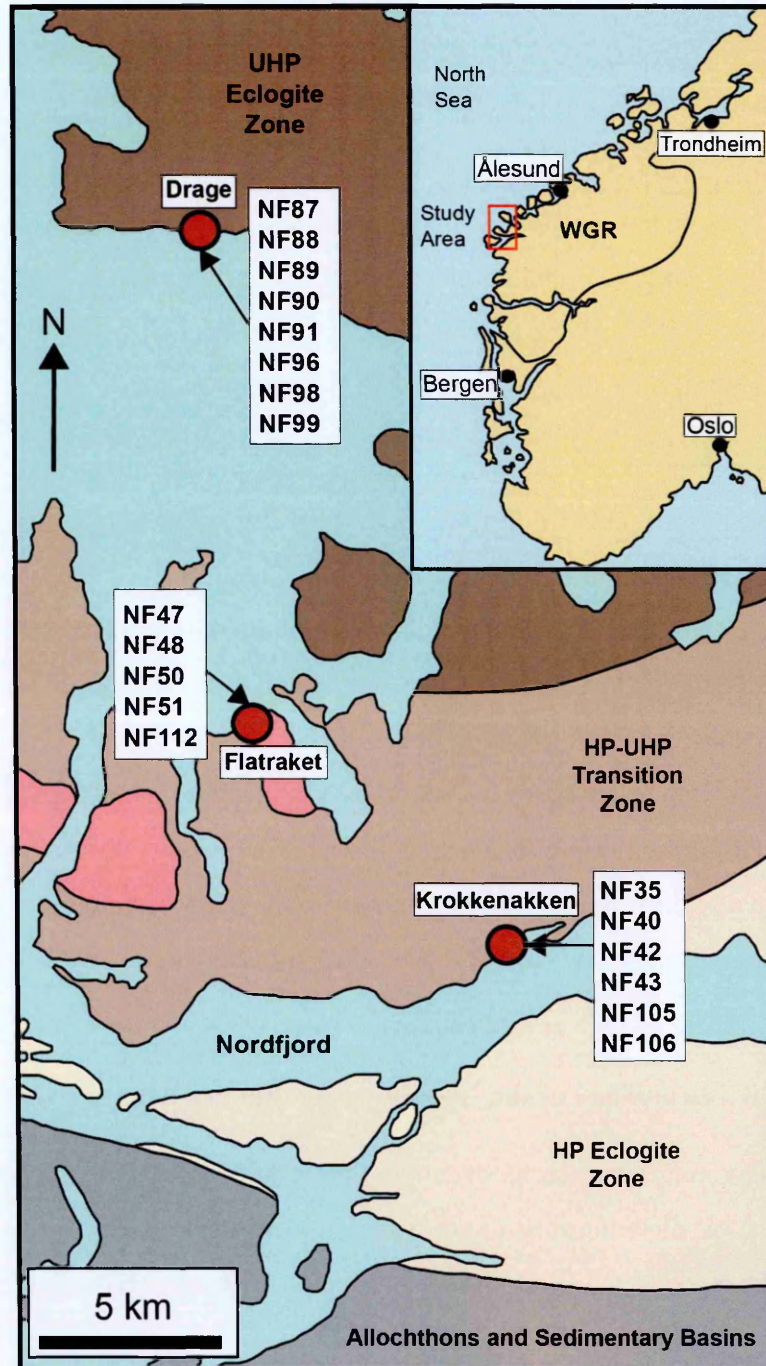 UHP
Eclogite
Zone
Drage
NF87
NF88
NF89
NF90
NF91
NF96
NF98
NF99
N
North
Sea
Trondheim
Ålesund
Study
Area
WGR
Bergen
Oslo
NF47
NF48
NF50
NF51
NF112
Flatraket
HP-UHP
Transition
Zone
Krokkenakken
NF35
NF40
NF42
NF43
NF105
NF106
Nordfjord
HP Eclogite
Zone
5 km
Allochthons and Sedimentary Basins